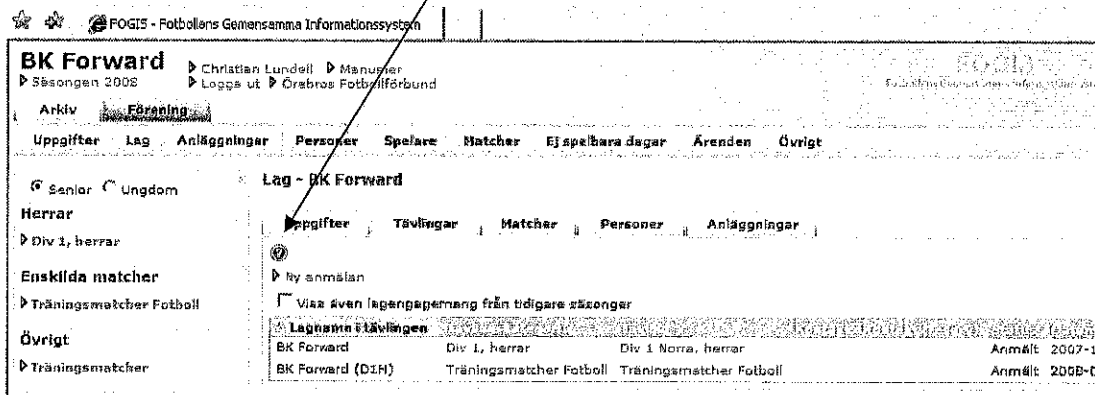 FOGIS - Fotbollens Gemensamma Informationssystem
BK Forward
Säsongen 2008
Christian Lundell Manualer
Logga ut Örebros Fotbollförbund
Arkiv Förening
Uppgifter Lag Anläggningar Personer Spelare Matcher Ej spelbara dagar Ärenden Övrigt
Senior Ungdom
Herrar
Div 1, herrar
Enskilda matcher
Träningsmatcher Fotboll
Övrigt
Träningsmatcher
Lag - BK Forward
Uppgifter Tävlingar Matcher Personer Anläggningar
Ny anmälan
Visa även lagengagemang från tidigare säsonger
Lagnamn i tävlingen
BK Forward Div 1, herrar Div 1 Norra, herrar Anmält 2007-1
BK Forward (D1H) Träningsmatcher Fotboll Träningsmatcher Fotboll Anmält 2008-0